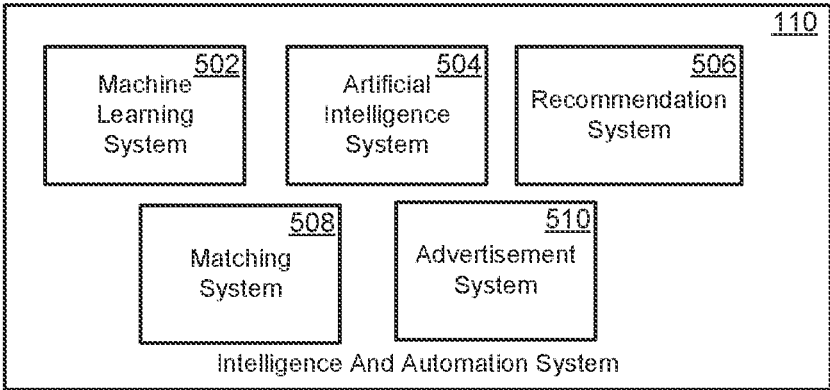 110
502
Machine
Learning
System
504
Artificial
Intelligence
System
506
Recommendation
System
508
Matching
System
510
Advertisement
System
Intelligence And Automation System